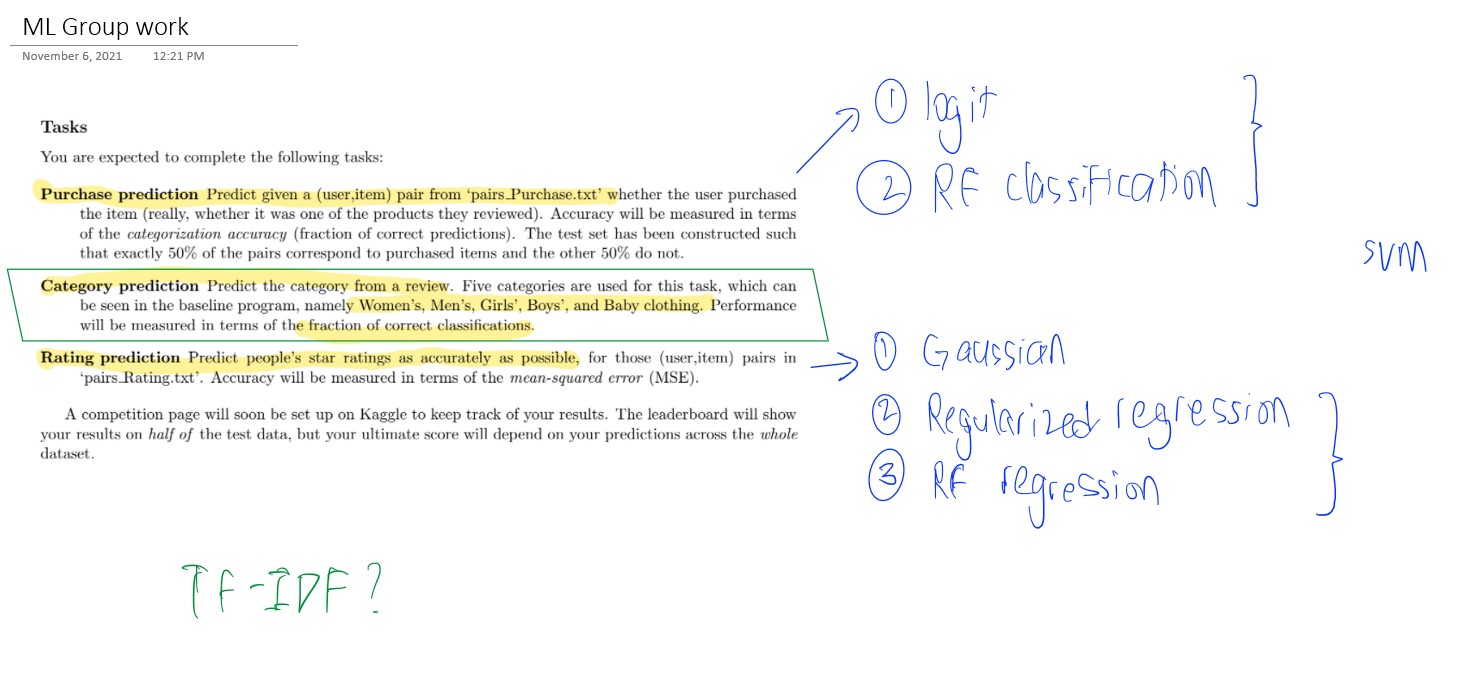 ML Group work
November 6, 2021 12:21 PM
Tasks
You are expected to complete the following tasks:
Purchase prediction Predict given a (user,item) pair from ‘pairs_Purchase.txt’ whether the user purchased
the item (really, whether it was one of the products they reviewed). Accuracy will be measured in terms
of the categorization accuracy (fraction of correct predictions). The test set has been constructed such
that exactly 50% of the pairs correspond to purchased items and the other 50% do not.
Category prediction Predict the category from a review. Five categories are used for this task, which can
be seen in the baseline program, namely Women’s, Men’s, Girls’, Boys’, and Baby clothing. Performance
will be measured in terms of the fraction of correct classifications.
Rating prediction Predict people’s star ratings as accurately as possible, for those (user,item) pairs in
‘pairs_Rating.txt’. Accuracy will be measured in terms of the mean-squared error (MSE).
A competition page will soon be set up on Kaggle to keep track of your results. The leaderboard will show
your results on half of the test data, but your ultimate score will depend on your predictions across the whole
dataset.
① logit
② RF classification
SVM
① Gaussian
② Regularized regression
③ RF regression
TF-IDF?